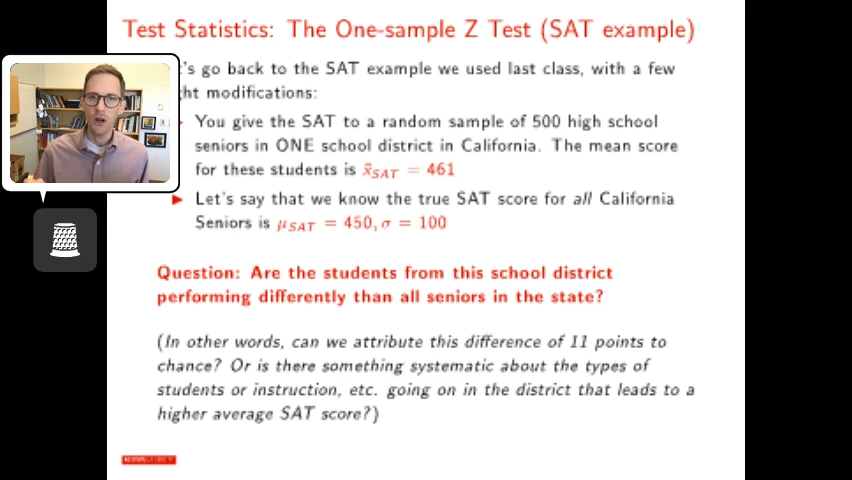 Test Statistics: The One-sample Z Test (SAT example)
's go back to the SAT example we used last class, with a few
ght modifications:
You give the SAT to a random sample of 500 high school
seniors in ONE school district in California. The mean score
for these students is x̄SAT = 461
▶ Let's say that we know the true SAT score for all California
Seniors is μSAT = 450, σ = 100
Question: Are the students from this school district
performing differently than all seniors in the state?
(In other words, can we attribute this difference of 11 points to
chance? Or is there something systematic about the types of
students or instruction, etc. going on in the district that leads to a
higher average SAT score?)